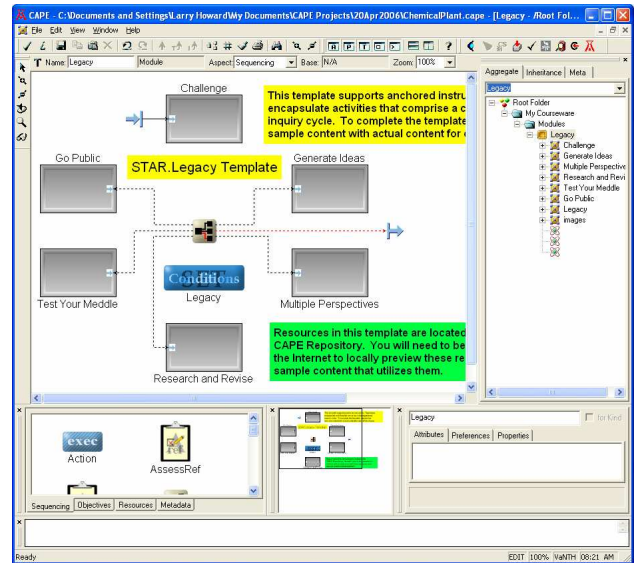 CAPE - C:\Documents and Settings\Larry Howard\My Documents\CAPE Projects\20Apr2006\ChemicalPlant.cape - [Legacy - /Root Fol...
File Edit View Window Help
Name: Legacy Module Aspect: Sequencing Base: N/A Zoom: 100%
Challenge
This template supports anchored instru
encapsulate activities that comprise a c
inquiry cycle. To complete the template
sample content with actual content for
Go Public
STAR.Legacy Template
Generate Ideas
SET
Conditions
Legacy
Test Your Meddle
Multiple Perspectives
Resources in this template are located
CAPE Repository. You will need to be
the Internet to locally preview these re
sample content that utilizes them.
Research and Revise
Aggregate Inheritance Meta
Legacy
Root Folder
My Courseware
Modules
Legacy
Challenge
Generate Ideas
Multiple Perspective
Research and Revi
Test Your Meddle
Go Public
Legacy
images
exec
Action
AssessRef
Sequencing Objectives Resources Metadata
STAR.Legacy Template
Legacy for Kind
Attributes Preferences Properties
Ready
EDIT 100% VaNTH 08:21 AM